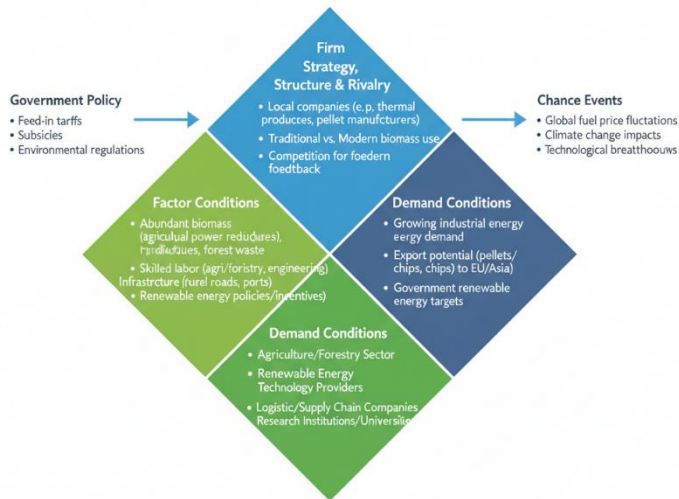 Firm
Strategy,
Structure & Rivalry
• Local companies (e,p, thermal
produces, pellet manufcturers)
• Traditional vs. Modern biomass use
• Competition for foedern
foedtback
Government Policy
• Feed-in tarffs
• Subsicies
• Environmental regulations
Chance Events
• Global fuel price fluctations
• Climate change impacts
• Technological breatthoouws
Factor Conditions
• Abundant biomass
(agricultual power redudures),
forest waste
• Skilled labor (agri/foristry, engineering)
Infrastrcture (rurel roads, ports)
• Renewable energy policies/incentives)
Demand Conditions
• Growing industrial energy
eergy demand
• Export potential (pellets/
chips, chips) to EU/Asia)
• Government renewable
energy targets
Demand Conditions
• Agriculture/Forestry Sector
• Renewable Energy
Technology Providers
• Logistic/Supply Chain Companies
Research Institutions/Universities